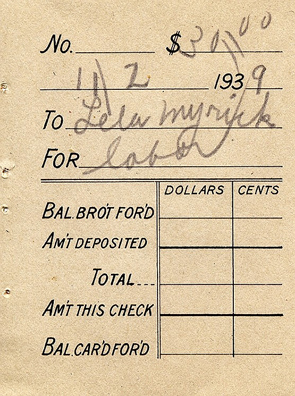 No. $ 30.00
11/2 1939
To Lela Myrick
For labor
DOLLARS CENTS
BAL. BRO'T FOR'D
AM'T DEPOSITED
TOTAL
AM'T THIS CHECK
BAL. CAR'D FOR'D